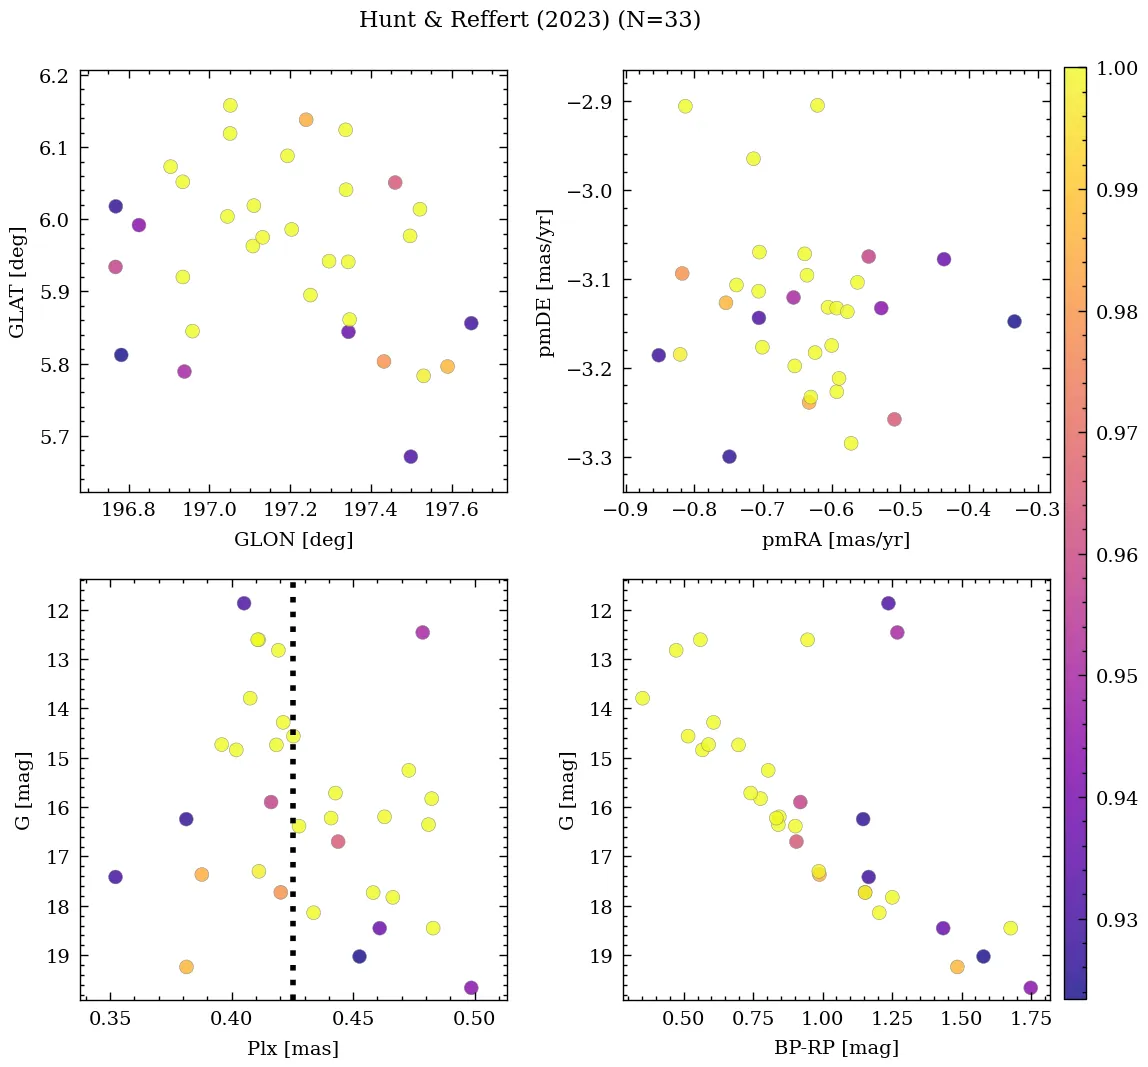 Hunt & Reffert (2023) (N=33)
6.2
6.1
6.0
5.9
5.8
5.7
GLAT [deg]
196.8 197.0 197.2 197.4 197.6
GLON [deg]
−2.9
−3.0
−3.1
−3.2
−3.3
pmDE [mas/yr]
−0.9 −0.8 −0.7 −0.6 −0.5 −0.4 −0.3
pmRA [mas/yr]
12
13
14
15
16
17
18
19
G [mag]
0.35 0.40 0.45 0.50
Plx [mas]
12
13
14
15
16
17
18
19
G [mag]
0.50 0.75 1.00 1.25 1.50 1.75
BP-RP [mag]
1.00
0.99
0.98
0.97
0.96
0.95
0.94
0.93